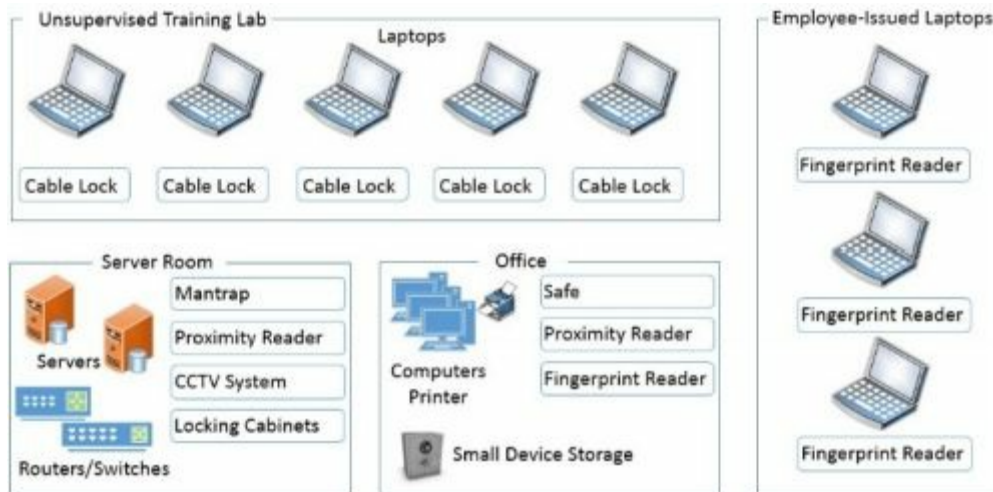 Unsupervised Training Lab
Laptops
Cable Lock
Cable Lock
Cable Lock
Cable Lock
Cable Lock
Employee-Issued Laptops
Fingerprint Reader
Fingerprint Reader
Fingerprint Reader
Server Room
Servers
Routers/Switches
Mantrap
Proximity Reader
CCTV System
Locking Cabinets
Office
Computers
Printer
Safe
Proximity Reader
Fingerprint Reader
Small Device Storage